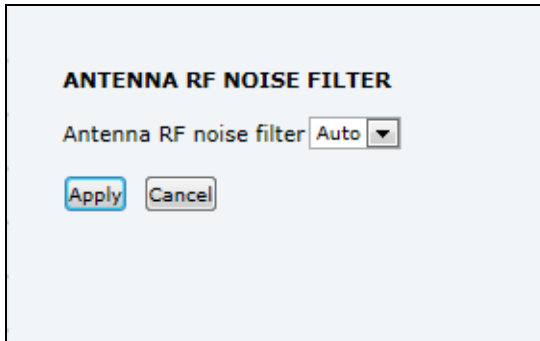 ANTENNA RF NOISE FILTER
Antenna RF noise filter Auto
Apply Cancel